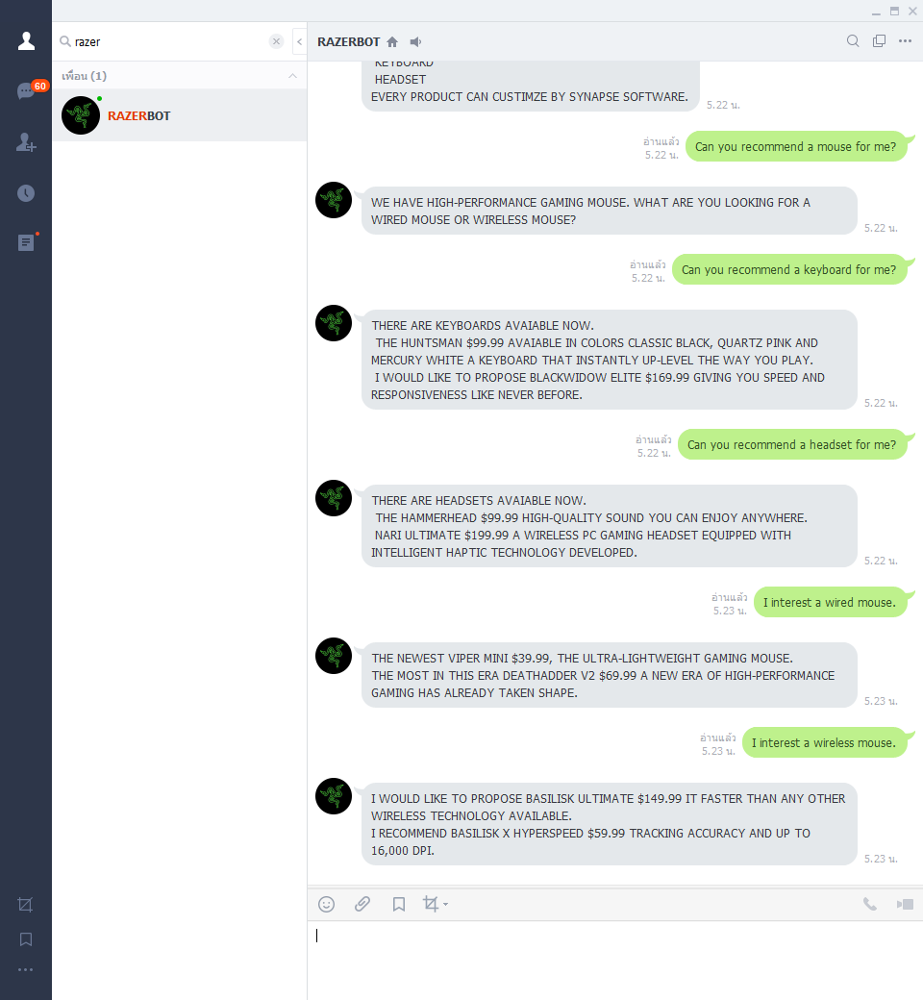 razer
RAZERBOT
เพื่อน (1)
60
RAZERBOT
KEYBOARD
HEADSET
EVERY PRODUCT CAN CUSTIMZE BY SYNAPSE SOFTWARE.
5.22 น.
อ่านแล้ว
5.22 น.
Can you recommend a mouse for me?
WE HAVE HIGH-PERFORMANCE GAMING MOUSE. WHAT ARE YOU LOOKING FOR A
WIRED MOUSE OR WIRELESS MOUSE?
5.22 น.
อ่านแล้ว
5.22 น.
Can you recommend a keyboard for me?
THERE ARE KEYBOARDS AVAIABLE NOW.
THE HUNTSMAN $99.99 AVAIABLE IN COLORS CLASSIC BLACK, QUARTZ PINK AND
MERCURY WHITE A KEYBOARD THAT INSTANTLY UP-LEVEL THE WAY YOU PLAY.
I WOULD LIKE TO PROPOSE BLACKWIDOW ELITE $169.99 GIVING YOU SPEED AND
RESPONSIVENESS LIKE NEVER BEFORE.
5.22 น.
อ่านแล้ว
5.22 น.
Can you recommend a headset for me?
THERE ARE HEADSETS AVAIABLE NOW.
THE HAMMERHEAD $99.99 HIGH-QUALITY SOUND YOU CAN ENJOY ANYWHERE.
NARI ULTIMATE $199.99 A WIRELESS PC GAMING HEADSET EQUIPPED WITH
INTELLIGENT HAPTIC TECHNOLOGY DEVELOPED.
5.22 น.
อ่านแล้ว
5.23 น.
I interest a wired mouse.
THE NEWEST VIPER MINI $39.99, THE ULTRA-LIGHTWEIGHT GAMING MOUSE.
THE MOST IN THIS ERA DEATHADDER V2 $69.99 A NEW ERA OF HIGH-PERFORMANCE
GAMING HAS ALREADY TAKEN SHAPE.
5.23 น.
อ่านแล้ว
5.23 น.
I interest a wireless mouse.
I WOULD LIKE TO PROPOSE BASILISK ULTIMATE $149.99 IT FASTER THAN ANY OTHER
WIRELESS TECHNOLOGY AVAILABLE.
I RECOMMEND BASILISK X HYPERSPEED $59.99 TRACKING ACCURACY AND UP TO
16,000 DPI.
5.23 น.